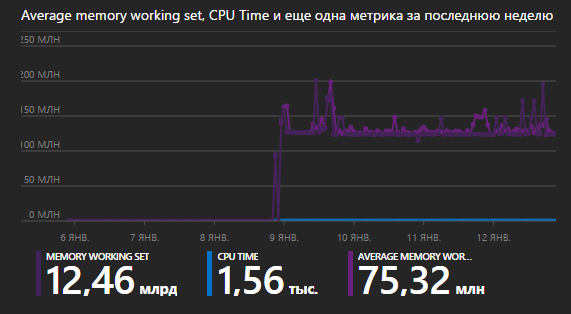 Average memory working set, CPU Time и еще одна метрика за последнюю неделю
250 МЛН
200 МЛН
150 МЛН
100 МЛН
50 МЛН
0 МЛН
6 ЯНВ. 7 ЯНВ. 8 ЯНВ. 9 ЯНВ. 10 ЯНВ. 11 ЯНВ. 12 ЯНВ.
MEMORY WORKING SET CPU TIME AVERAGE MEMORY WOR...
12,46 млрд 1,56 тыс. 75,32 млн